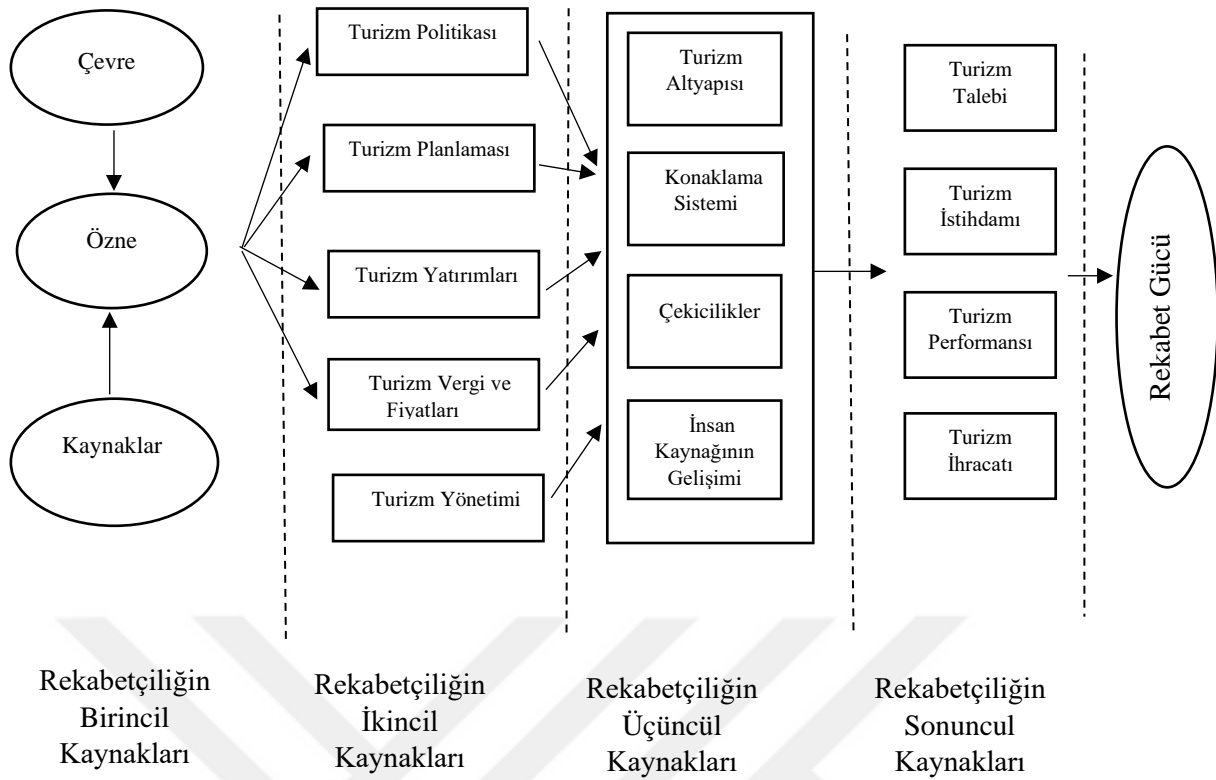 Çevre
Özne
Kaynaklar
Turizm Politikası
Turizm Planlaması
Turizm Yatırımları
Turizm Vergi ve
Fiyatları
Turizm Yönetimi
Turizm
Altyapısı
Konaklama
Sistemi
Çekicilikler
İnsan
Kaynağının
Gelişimi
Turizm
Talebi
Turizm
İstihdamı
Turizm
Performansı
Turizm
İhracatı
Rekabet Gücü
Rekabetçiliğin
Birincil
Kaynakları
Rekabetçiliğin
İkincil
Kaynakları
Rekabetçiliğin
Üçüncül
Kaynakları
Rekabetçiliğin
Sonuncul
Kaynakları